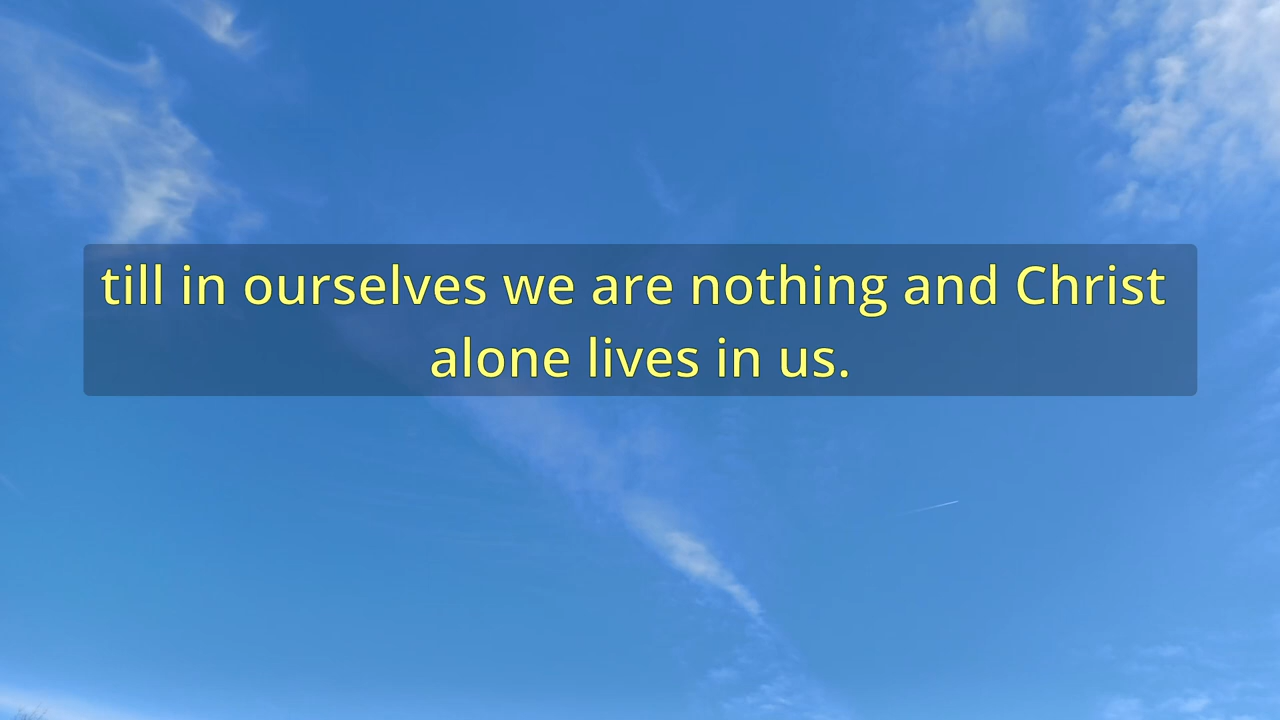 till in ourselves we are nothing and Christ
alone lives in us.